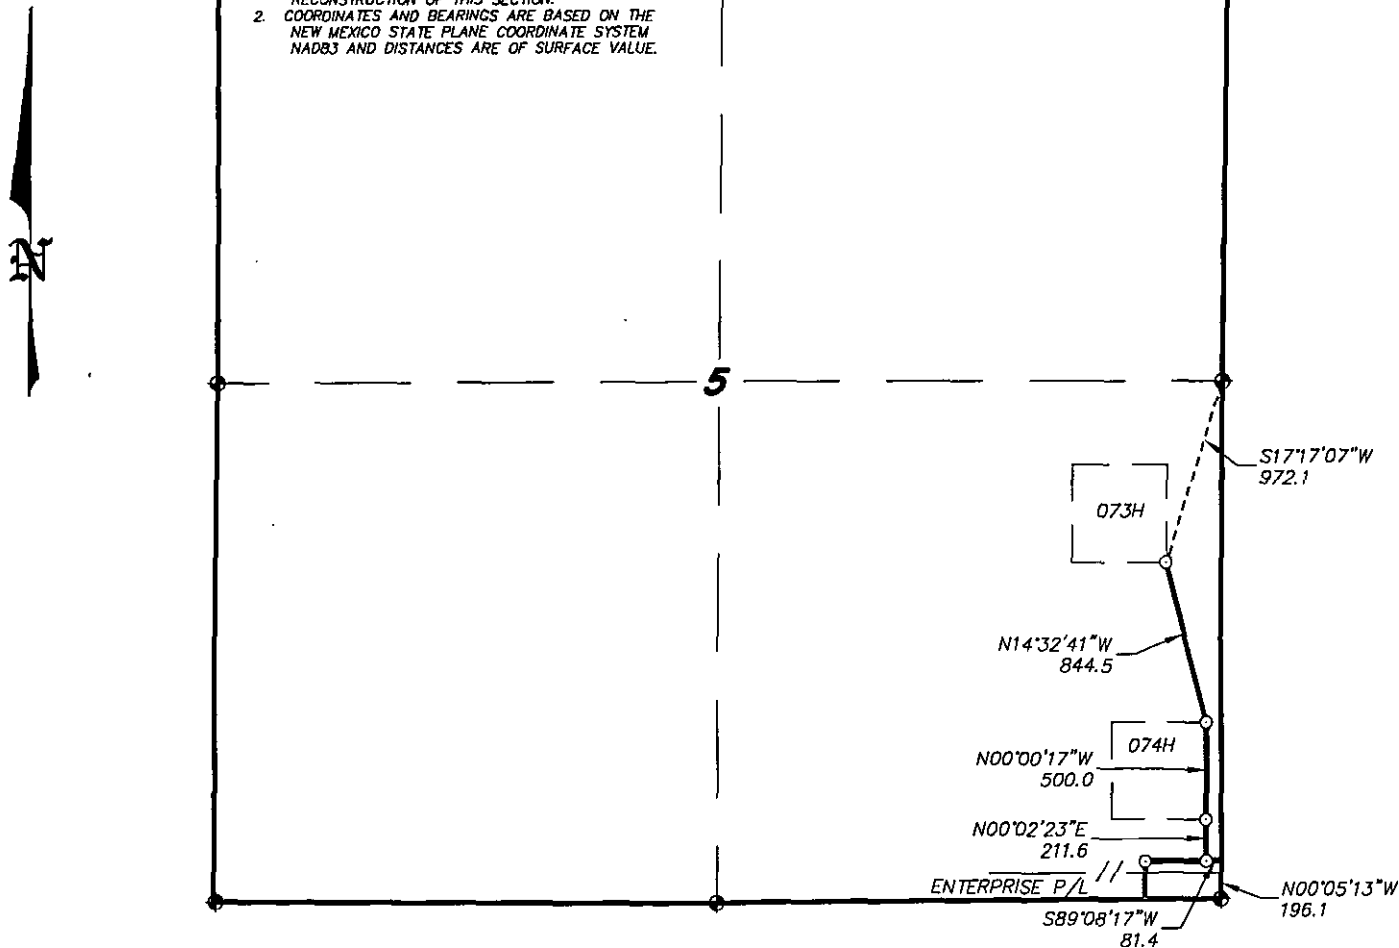 2. COORDINATES AND BEARINGS ARE BASED ON THE
NEW MEXICO STATE PLANE COORDINATE SYSTEM
NAD83 AND DISTANCES ARE OF SURFACE VALUE.
N
5
S17°17'07"W
972.1
073H
N14°32'41"W
844.5
074H
N00°00'17"W
500.0
N00°02'23"E
211.6
ENTERPRISE P/L
N00°05'13"W
196.1
S89°08'17"W
81.4